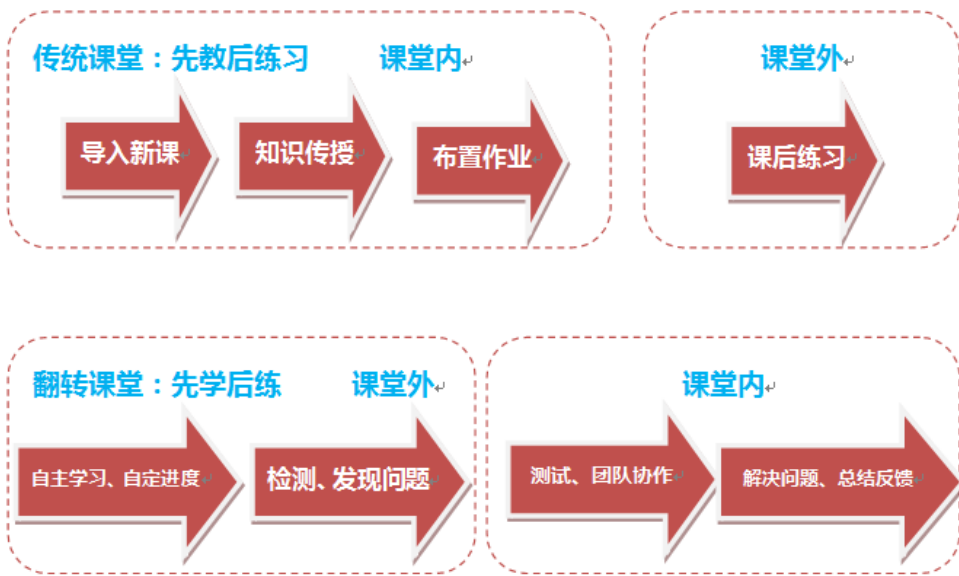 传统课堂：先教后练习 课堂内
课堂外
导入新课
知识传授
布置作业
课后练习
翻转课堂：先学后练 课堂外
课堂内
自主学习、自定进度
检测、发现问题
测试、团队协作
解决问题、总结反馈